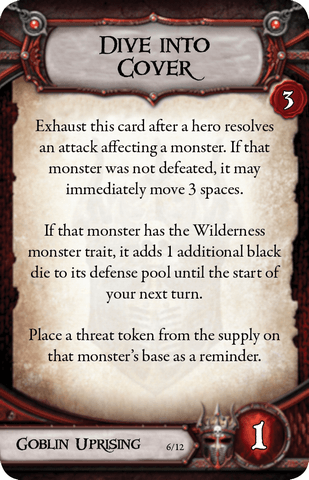 Dive into
Cover
3
Exhaust this card after a hero resolves
an attack affecting a monster. If that
monster was not defeated, it may
immediately move 3 spaces.
If that monster has the Wilderness
monster trait, it adds 1 additional black
die to its defense pool until the start of
your next turn.
Place a threat token from the supply on
that monster's base as a reminder.
Goblin Uprising 6/12
1